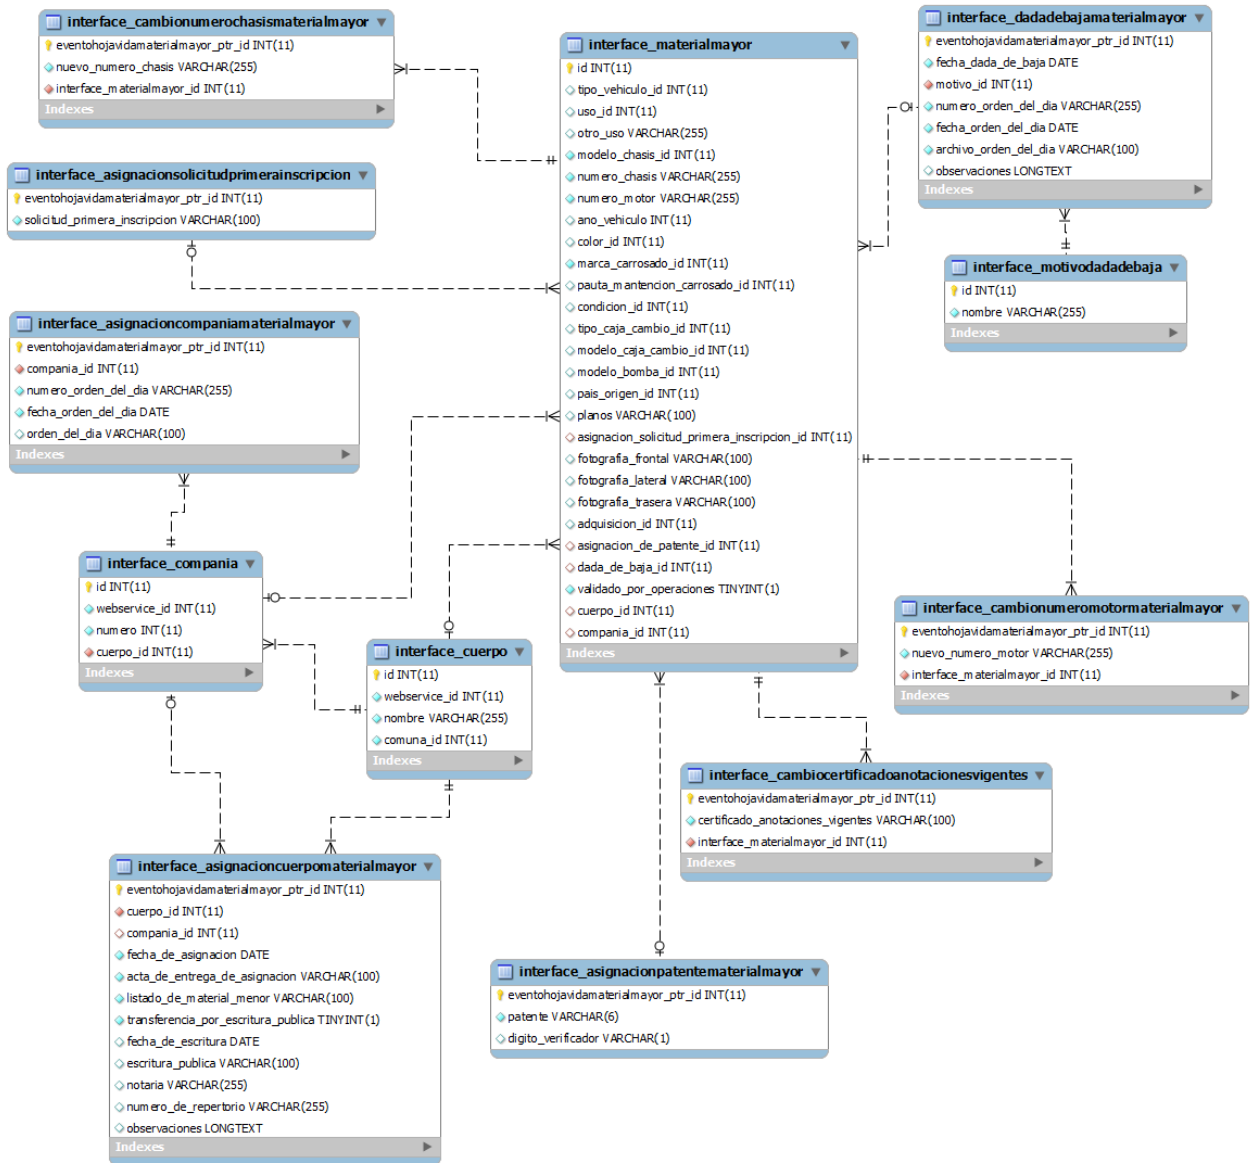 interface_cambionumerochasismaterialmayor
eventohojavidamaterialmayor_ptr_id INT(11)
nuevo_numero_chasis VARCHAR(255)
interface_materialmayor_id INT(11)
Indexes
interface_asignacionsolicitudprimerainscripcion
eventohojavidamaterialmayor_ptr_id INT(11)
solicitud_primera_inscripcion VARCHAR(100)
interface_asignacioncompaniamaterialmayor
eventohojavidamaterialmayor_ptr_id INT(11)
compania_id INT(11)
numero_orden_del_dia VARCHAR(255)
fecha_orden_del_dia DATE
orden_del_dia VARCHAR(100)
Indexes
interface_compania
id INT(11)
webservice_id INT(11)
numero INT(11)
cuerpo_id INT(11)
Indexes
interface_cuerpo
id INT(11)
webservice_id INT(11)
nombre VARCHAR(255)
comuna_id INT(11)
Indexes
interface_asignacioncuerpomaterialmayor
eventohojavidamaterialmayor_ptr_id INT(11)
cuerpo_id INT(11)
compania_id INT(11)
fecha_de_asignacion DATE
acta_de_entrega_de_asignacion VARCHAR(100)
listado_de_material_menor VARCHAR(100)
transferencia_por_escritura_publica TINYINT(1)
fecha_de_escritura DATE
escritura_publica VARCHAR(100)
notaria VARCHAR(255)
numero_de_repertorio VARCHAR(255)
observaciones LONGTEXT
Indexes
interface_materialmayor
id INT(11)
tipo_vehiculo_id INT(11)
uso_id INT(11)
otro_uso VARCHAR(255)
modelo_chasis_id INT(11)
numero_chasis VARCHAR(255)
numero_motor VARCHAR(255)
ano_vehiculo INT(11)
color_id INT(11)
marca_carrosado_id INT(11)
pauta_mantencion_carrosado_id INT(11)
condicion_id INT(11)
tipo_caja_cambio_id INT(11)
modelo_caja_cambio_id INT(11)
modelo_bomba_id INT(11)
pais_origen_id INT(11)
planos VARCHAR(100)
asignacion_solicitud_primera_inscripcion_id INT(11)
fotografia_frontal VARCHAR(100)
fotografia_lateral VARCHAR(100)
fotografia_trasera VARCHAR(100)
adquisicion_id INT(11)
asignacion_de_patente_id INT(11)
dada_de_baja_id INT(11)
validado_por_operaciones TINYINT(1)
cuerpo_id INT(11)
compania_id INT(11)
Indexes
interface_dadadebajamaterialmayor
eventohojavidamaterialmayor_ptr_id INT(11)
fecha_dada_de_baja DATE
motivo_id INT(11)
numero_orden_del_dia VARCHAR(255)
fecha_orden_del_dia DATE
archivo_orden_del_dia VARCHAR(100)
observaciones LONGTEXT
Indexes
interface_motivodadadebaja
id INT(11)
nombre VARCHAR(255)
Indexes
interface_cambionumeromotormaterialmayor
eventohojavidamaterialmayor_ptr_id INT(11)
nuevo_numero_motor VARCHAR(255)
interface_materialmayor_id INT(11)
Indexes
interface_cambiocertificadoanotacionesvigentes
eventohojavidamaterialmayor_ptr_id INT(11)
certificado_anotaciones_vigentes VARCHAR(100)
interface_materialmayor_id INT(11)
Indexes
interface_asignacionpatentematerialmayor
eventohojavidamaterialmayor_ptr_id INT(11)
patente VARCHAR(6)
digito_verificador VARCHAR(1)